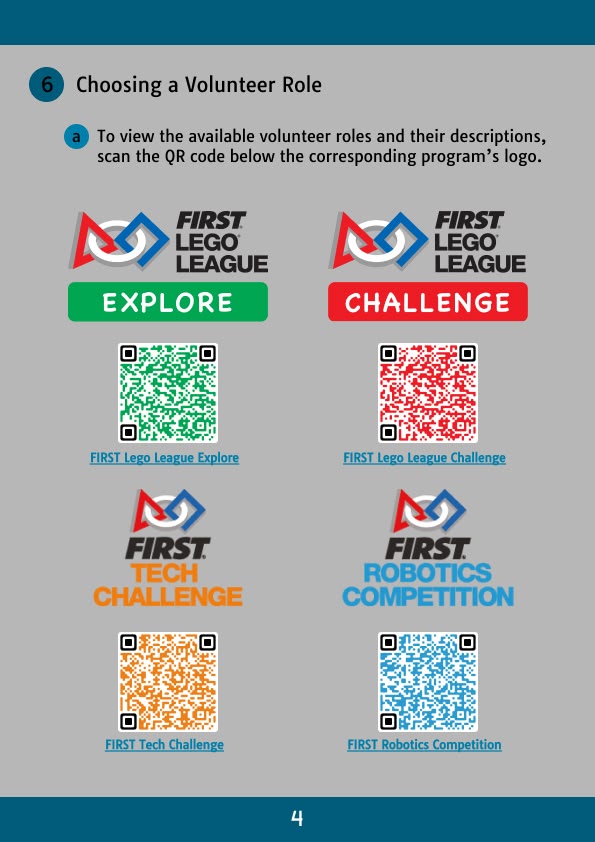 6 Choosing a Volunteer Role
a To view the available volunteer roles and their descriptions,
scan the QR code below the corresponding program's logo.
FIRST
LEGO
LEAGUE
EXPLORE
FIRST
LEGO
LEAGUE
CHALLENGE
FIRST Lego League Explore
FIRST Lego League Challenge
FIRST
TECH
CHALLENGE
FIRST
ROBOTICS
COMPETITION
FIRST Tech Challenge
FIRST Robotics Competition
4